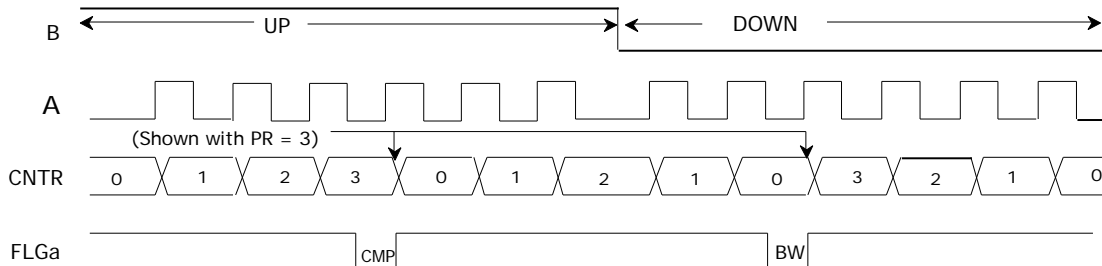 B UP DOWN
A
(Shown with PR = 3)
CNTR 0 1 2 3 0 1 2 1 0 3 2 1 0
FLGa CMP BW